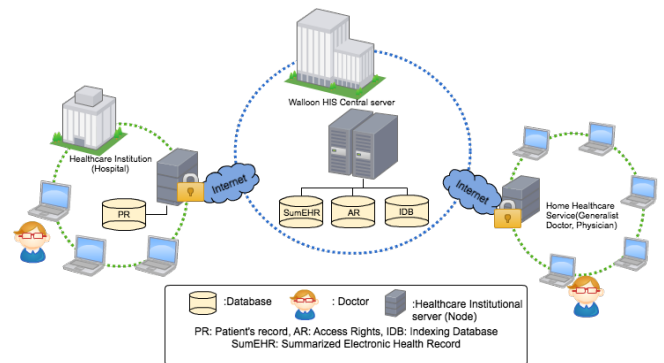 Walloon HIS Central server
Healthcare Institution
(Hospital)
Internet
Internet
PR
SumEHR
AR
IDB
Home Healthcare
Service(Generalist
Doctor, Physician)
:Database
: Doctor
:Healthcare Institutional
server (Node)
PR: Patient's record, AR: Access Rights, IDB: Indexing Database
SumEHR: Summarized Electronic Health Record